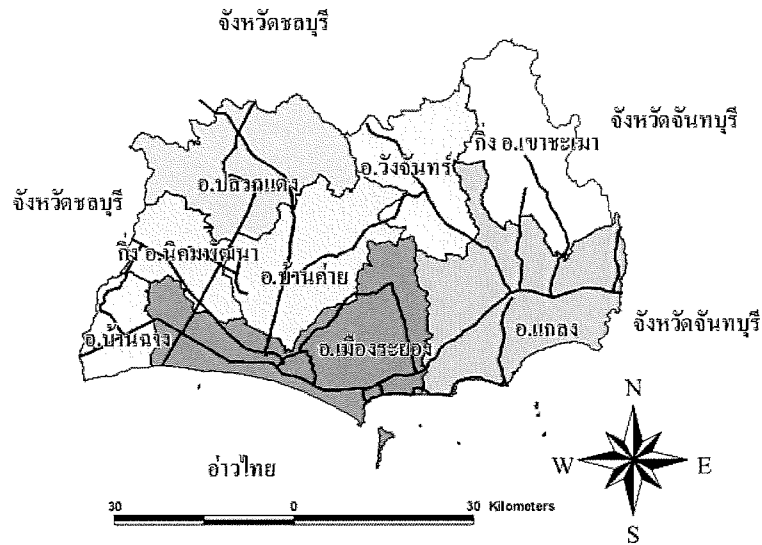 จังหวัดชลบุรี
จังหวัดจันทบุรี
กิ่ง อ.เขาชะเมา
อ.วังจันทร์
อ.ปลวกแดง
จังหวัดชลบุรี
กิ่ง อ.นิคมพัฒนา
อ.บ้านค่าย
จังหวัดจันทบุรี
อ.แกลง
อ.บ้านฉาง
อ.เมืองระยอง
N
W E
S
อ่าวไทย
30 0 30 Kilometers